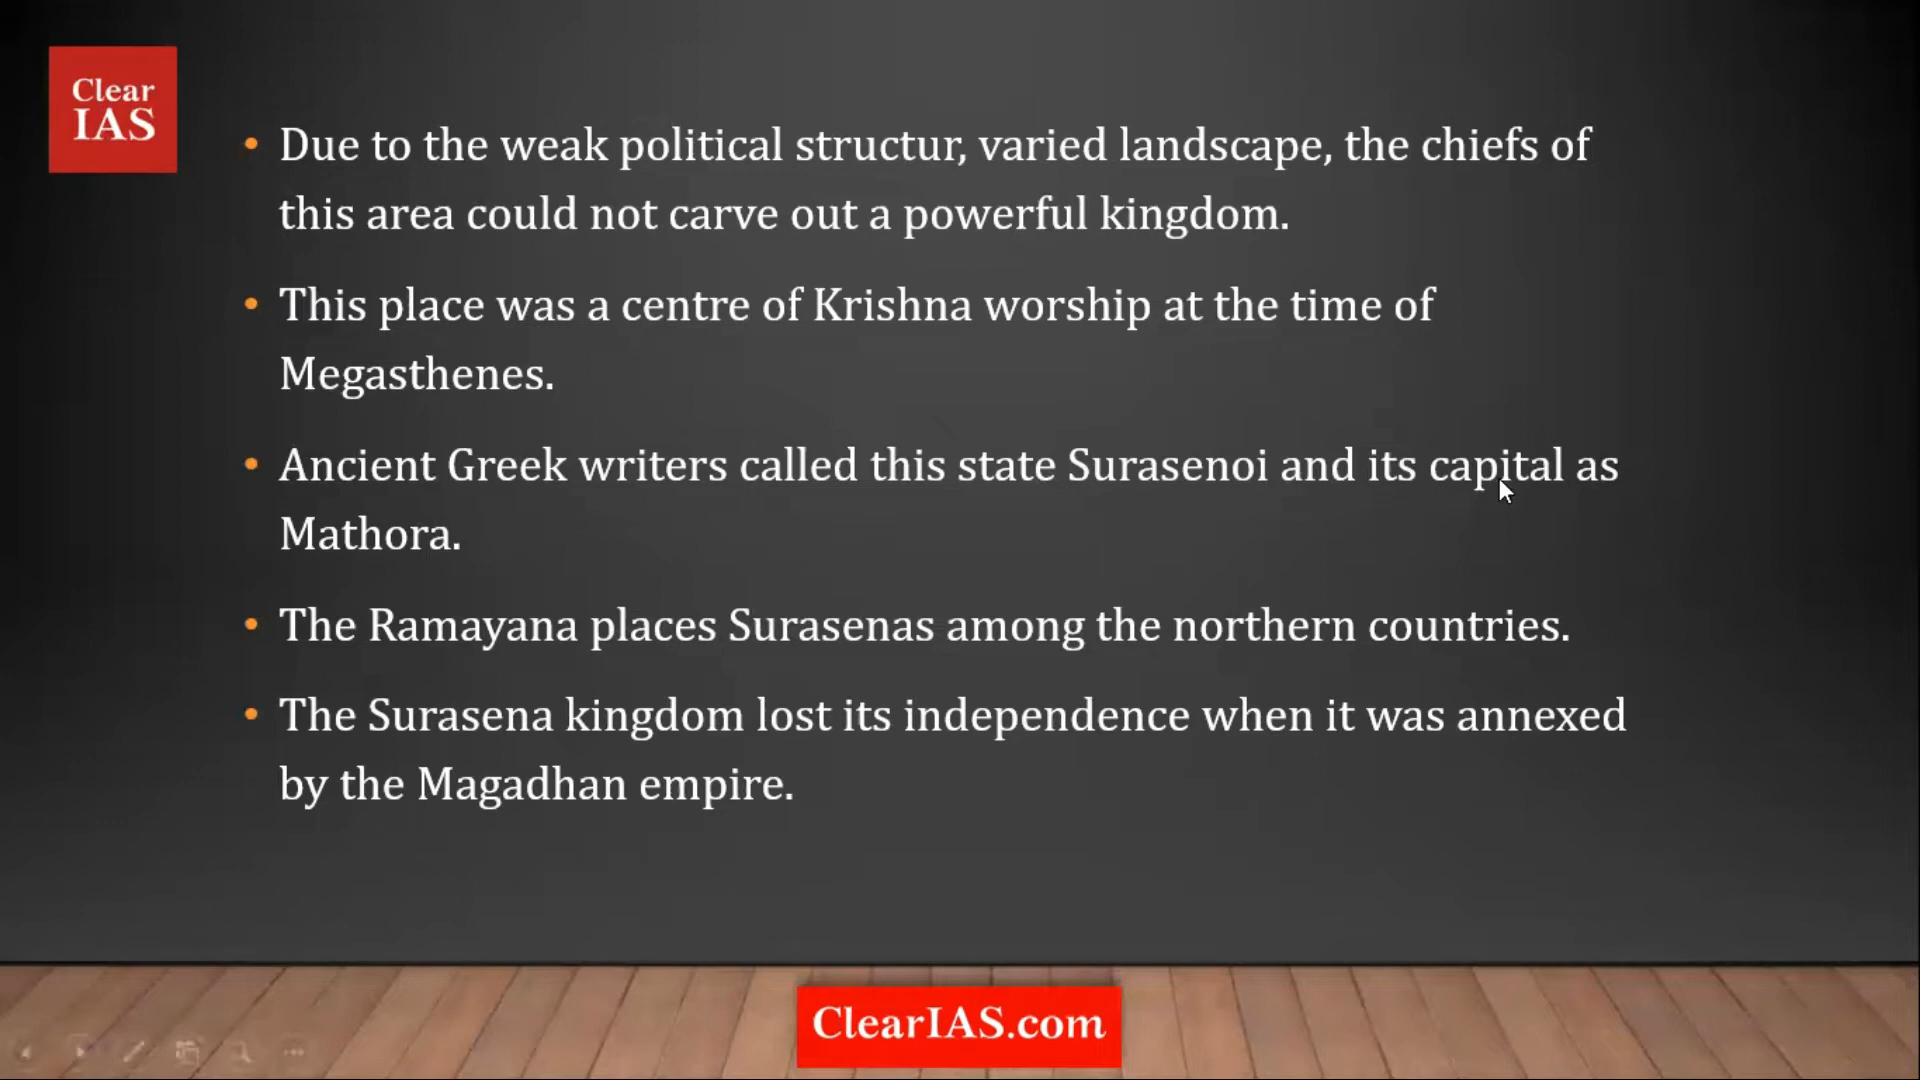 Clear
IAS
• Due to the weak political structur, varied landscape, the chiefs of
this area could not carve out a powerful kingdom.
• This place was a centre of Krishna worship at the time of
Megasthenes.
• Ancient Greek writers called this state Surasenoi and its capital as
Mathora.
• The Ramayana places Surasenas among the northern countries.
• The Surasena kingdom lost its independence when it was annexed
by the Magadhan empire.
ClearIAS.com